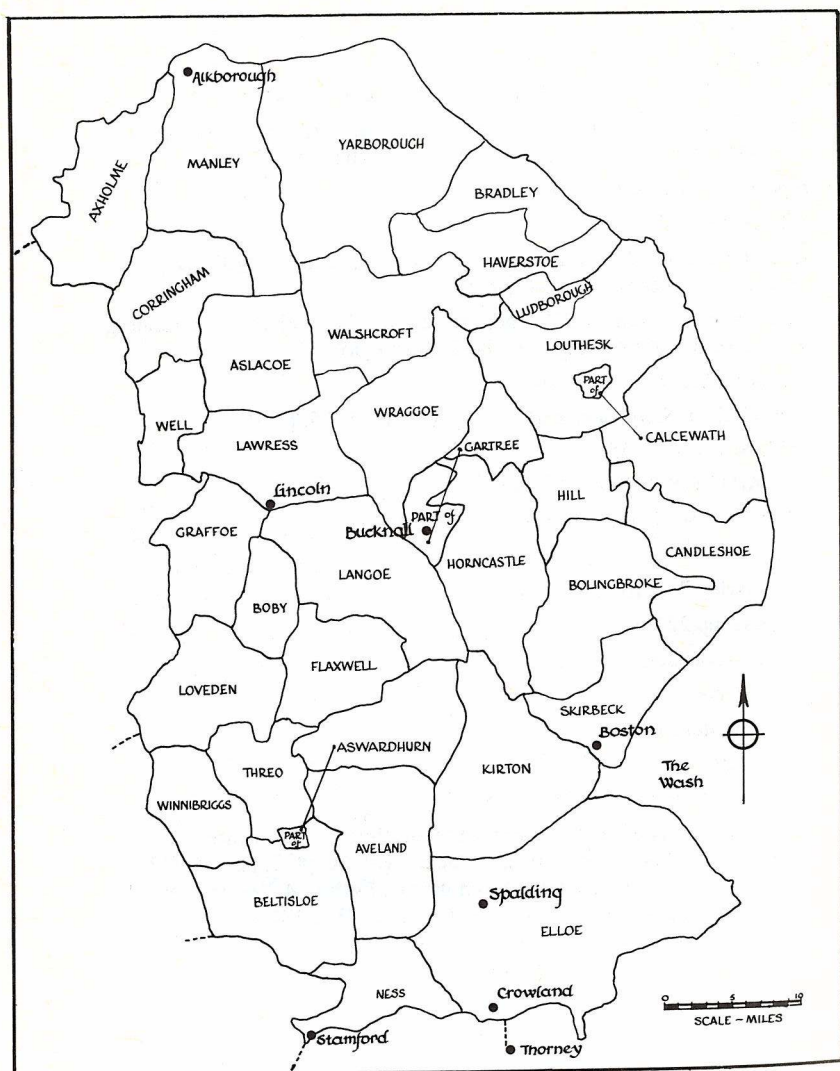 Alkborough
YARBOROUGH
MANLEY
AXHOLME
BRADLEY
HAVERSTOE
CORRINGHAM
LUDBOROUGH
WALSHCROFT
LOUTHESK
ASLACOE
PART
of
WRAGGOE
WELL
CALCEWATH
LAWRESS
GARTREE
Lincoln
HILL
PART of
GRAFFOE
Bucknall
CANDLESHOE
HORNCASTLE
LANGOE
BOLINGBROKE
BOBY
FLAXWELL
LOVEDEN
SKIRBECK
Boston
ASWARDHURN
The
Wash
KIRTON
THREO
WINNIBRIGGS
PART
of
AVELAND
Spalding
BELTISLOE
ELLOE
Crowland
NESS
0 5 10
SCALE – MILES
Stamford
Thorney